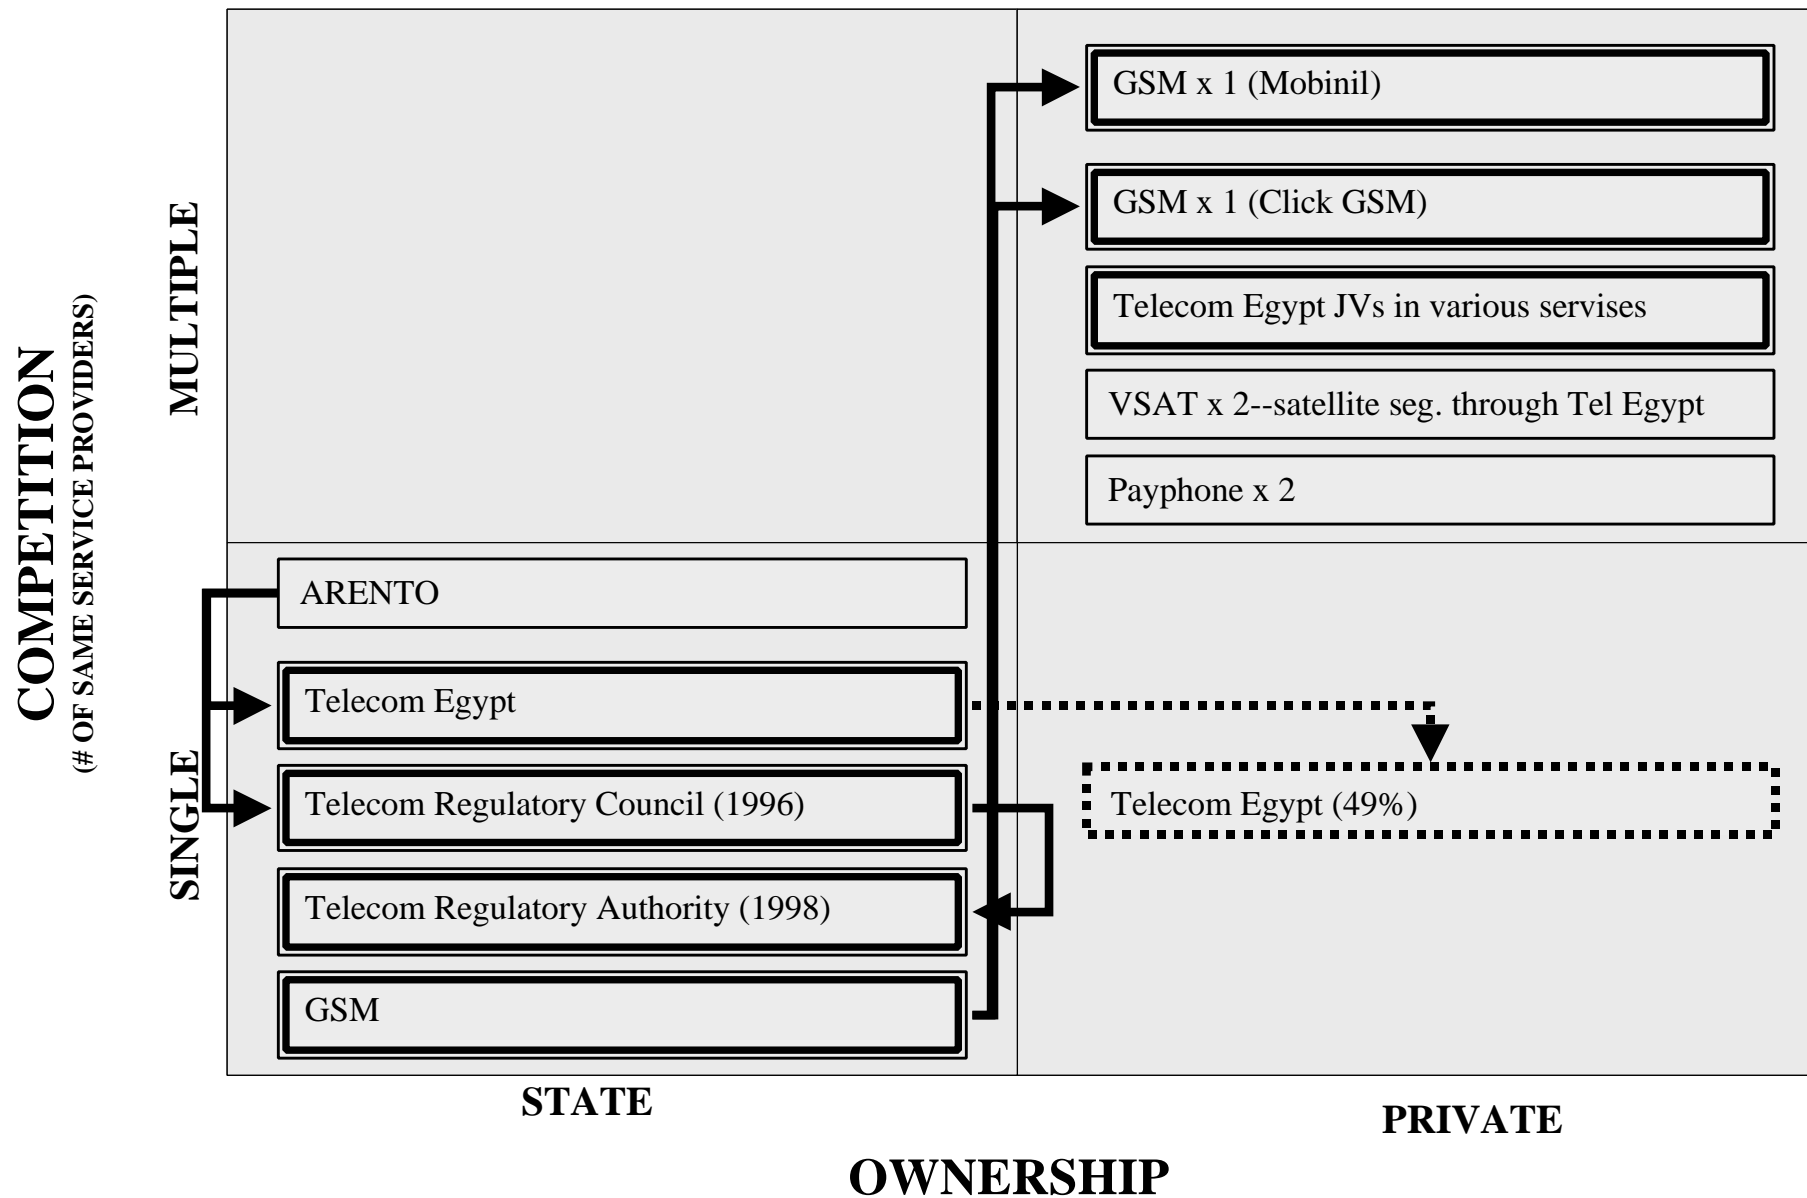 COMPETITION
(# OF SAME SERVICE PROVIDERS)
MULTIPLE
SINGLE
GSM x 1 (Mobinil)
GSM x 1 (Click GSM)
Telecom Egypt JVs in various servises
VSAT x 2--satellite seg. through Tel Egypt
Payphone x 2
ARENTO
Telecom Egypt
Telecom Regulatory Council (1996)
Telecom Regulatory Authority (1998)
GSM
Telecom Egypt (49%)
STATE
PRIVATE
OWNERSHIP